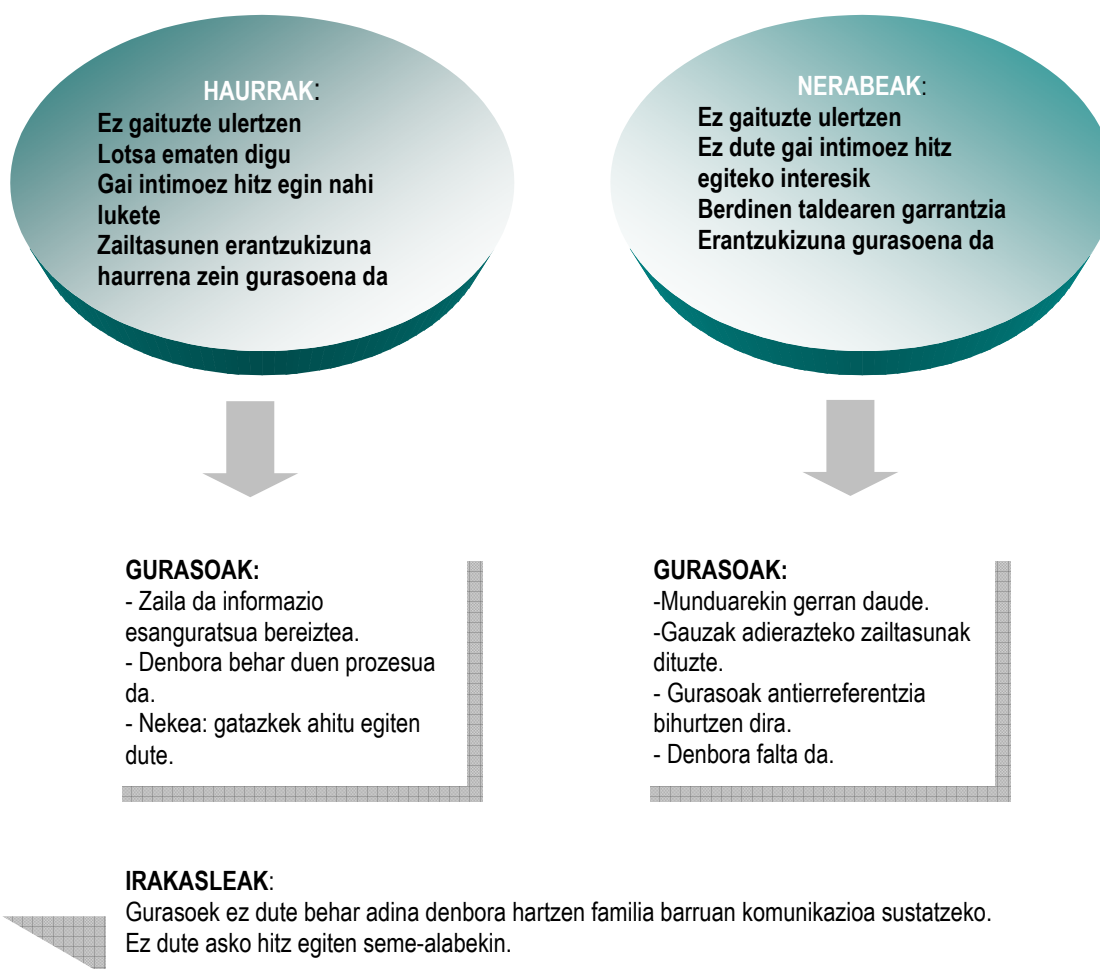 HAURRAK:
Ez gaituzte ulertzen
Lotsa ematen digu
Gai intimoez hitz egin nahi
lukete
Zailtasunen erantzukizuna
haurrena zein gurasoena da
NERABEAK:
Ez gaituzte ulertzen
Ez dute gai intimoez hitz
egiteko interesik
Berdinen taldearen garrantzia
Erantzukizuna gurasoena da
GURASOAK:
- Zaila da informazio
esanguratsua bereiztea.
- Denbora behar duen prozesua
da.
- Nekea: gatazkek ahitu egiten
dute.
GURASOAK:
-Munduarekin gerran daude.
-Gauzak adierazteko zailtasunak
dituzte.
- Gurasoak antierreferentzia
bihurtzen dira.
- Denbora falta da.
IRAKASLEAK:
Gurasoek ez dute behar adina denbora hartzen familia barruan komunikazioa sustatzeko.
Ez dute asko hitz egiten seme-alabekin.